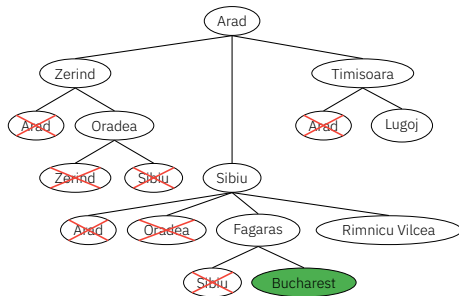 Arad
Zerind
Timisoara
Arad
Oradea
Arad
Lugoj
Zerind
Sibiu
Sibiu
Arad
Oradea
Fagaras
Rimnicu Vilcea
Sibiu
Bucharest